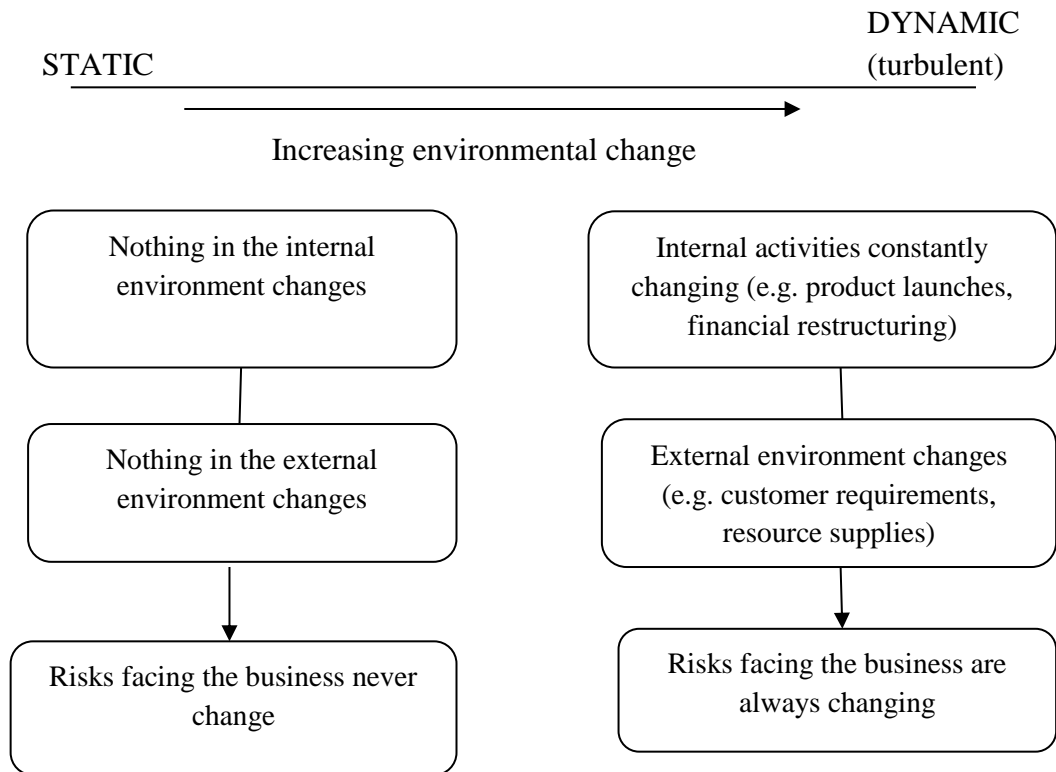 DYNAMIC
STATIC
(turbulent)
Increasing environmental change
Nothing in the internal
environment changes
Internal activities constantly
changing (e.g. product launches,
financial restructuring)
Nothing in the external
environment changes
External environment changes
(e.g. customer requirements,
resource supplies)
Risks facing the business never
change
Risks facing the business are
always changing